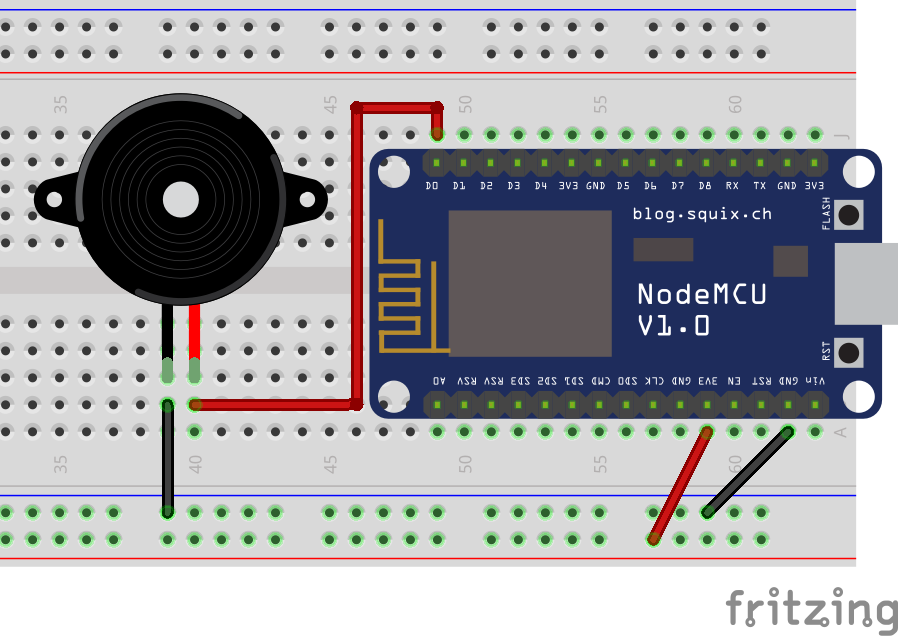 35
45
50
55
60
J
D0 D1 D2 D3 D4 3V3 GND D5 D6 D7 D8 RX TX GND 3V3
blog.squix.ch
FLASH
NodeMCU
V1.0
RST
A0 RSV RSV SD3 SD2 SD1 CMD SD0 CLK GND 3V3 EN RST GND Vin
A
35
40
45
50
55
60
fritzing